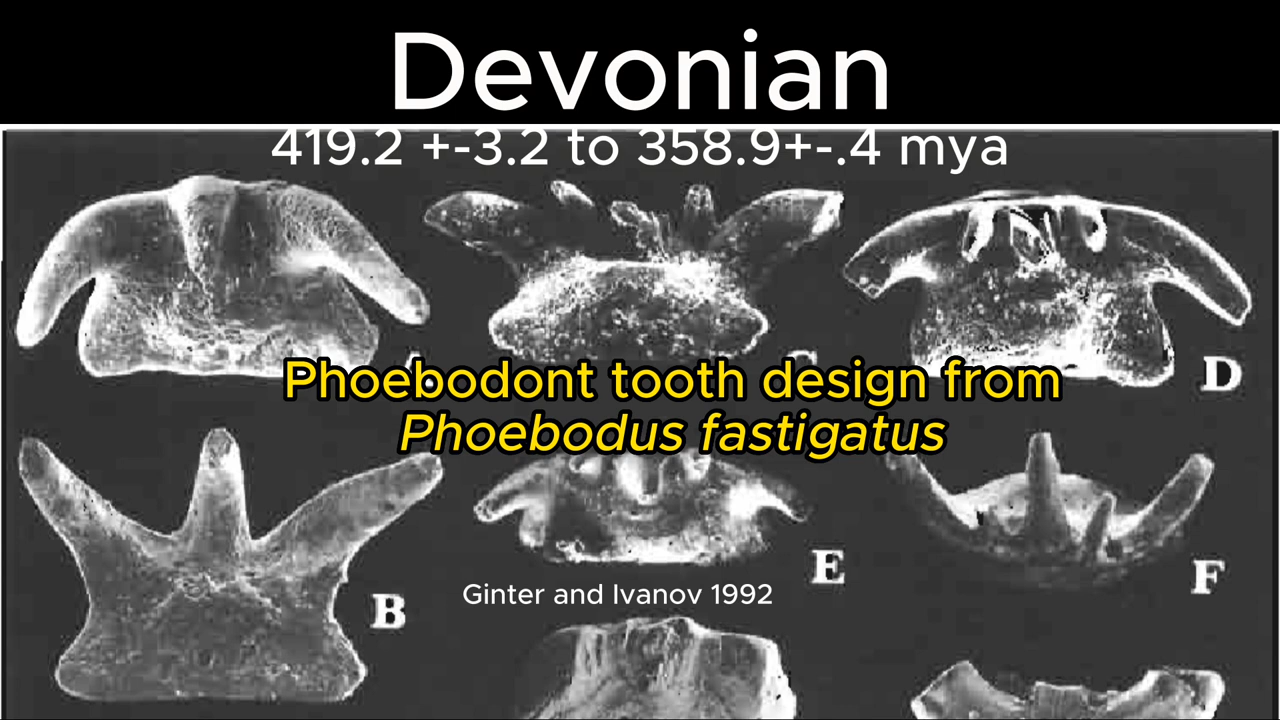 Devonian
419.2 +-3.2 to 358.9+-.4 mya
D
Phoebodont tooth design from
Phoebodus fastigatus
E
F
B
Ginter and Ivanov 1992